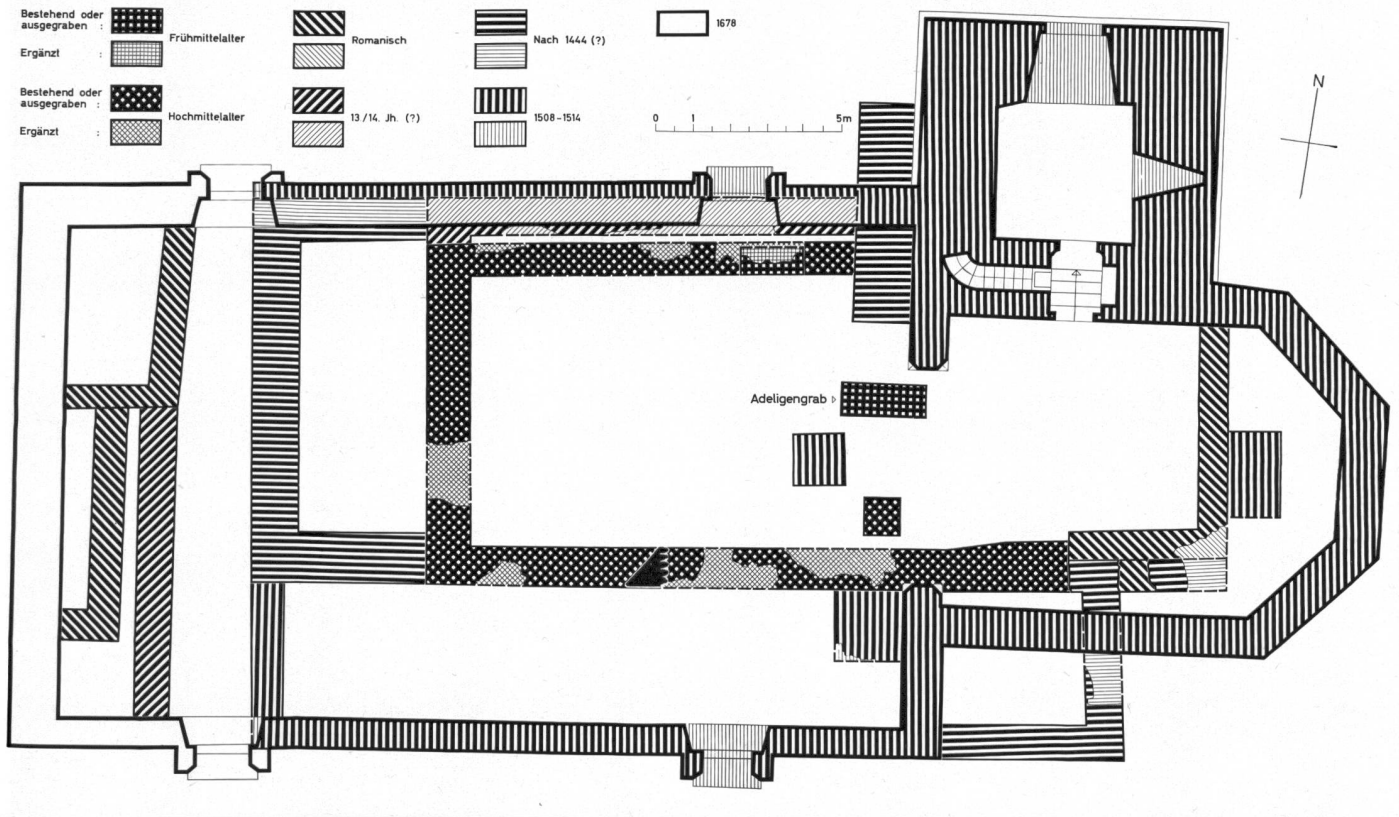 Bestehend oder
ausgegraben :
Frühmittelalter
Ergänzt :
Bestehend oder
ausgegraben :
Hochmittelalter
Ergänzt :
Romanisch
13./14. Jh. (?)
Nach 1444 (?)
1508-1514
1678
0 1 5m
N
Adeligengrab